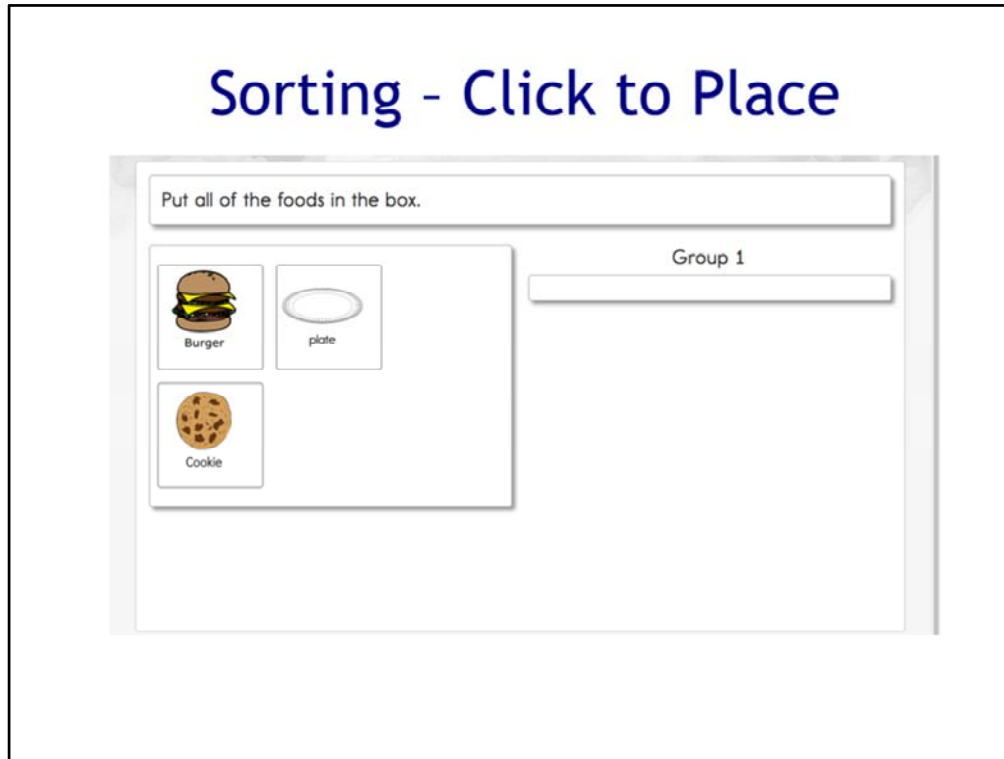 Sorting – Click to Place
Put all of the foods in the box.
Group 1
Burger
plate
Cookie